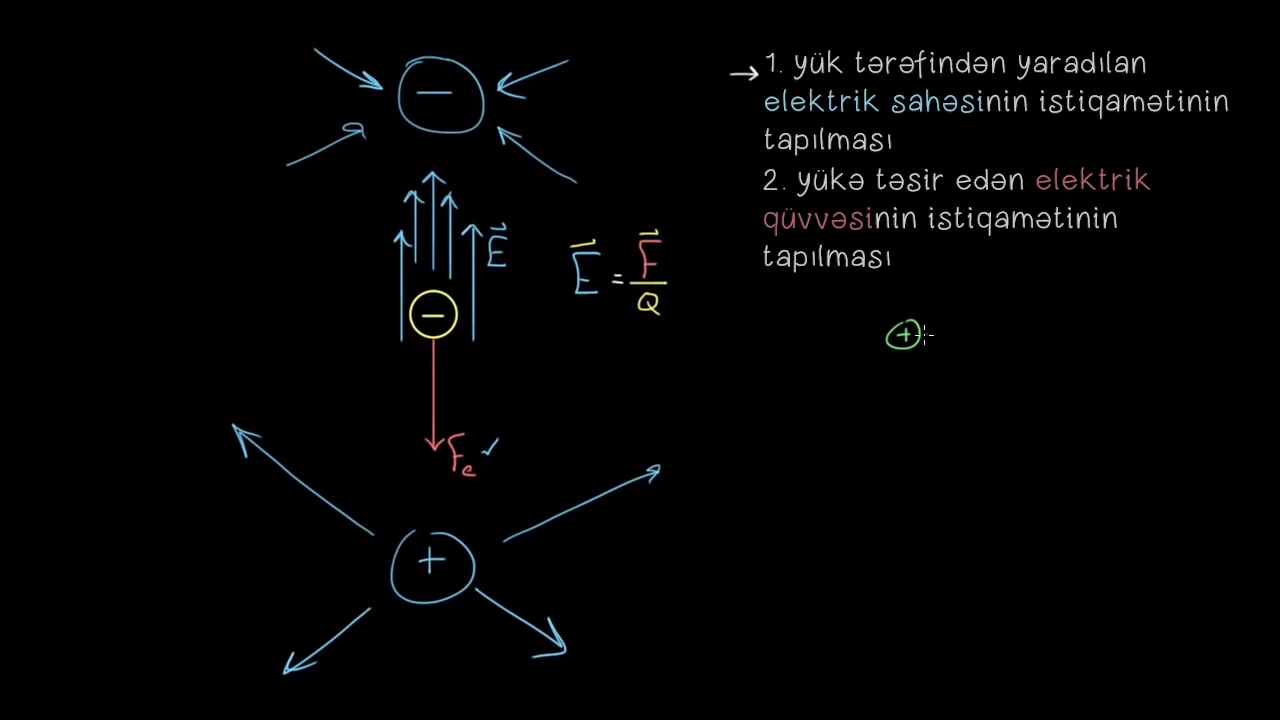 → 1. yük tərəfindən yaradılan
elektrik sahəsinin istiqamətinin
tapılması
2. yükə təsir edən elektrik
qüvvəsinin istiqamətinin
tapılması
−
E⃗
E⃗ = F⃗ / Q
−
Fe ✓
+
+